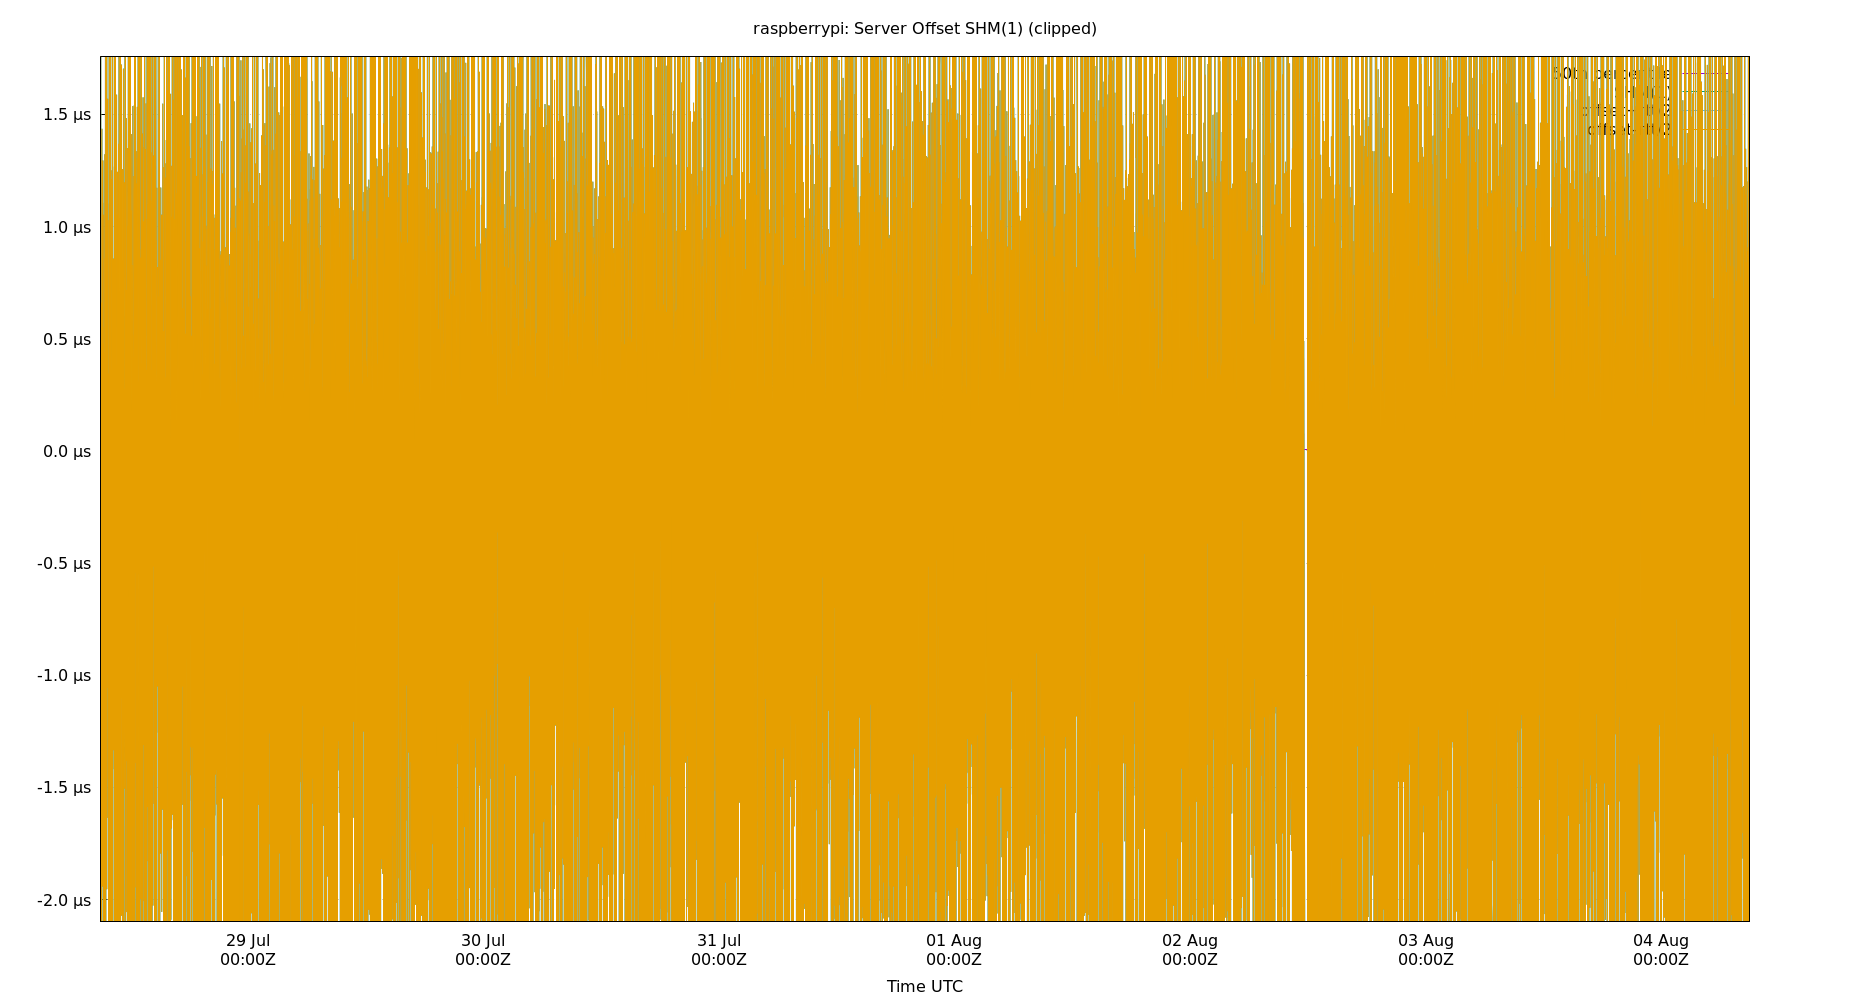 raspberrypi: Server Offset SHM(1) (clipped)
1.5 µs
1.0 µs
0.5 µs
0.0 µs
-0.5 µs
-1.0 µs
-1.5 µs
-2.0 µs
29 Jul
00:00Z
30 Jul
00:00Z
31 Jul
00:00Z
01 Aug
00:00Z
02 Aug
00:00Z
03 Aug
00:00Z
04 Aug
00:00Z
Time UTC